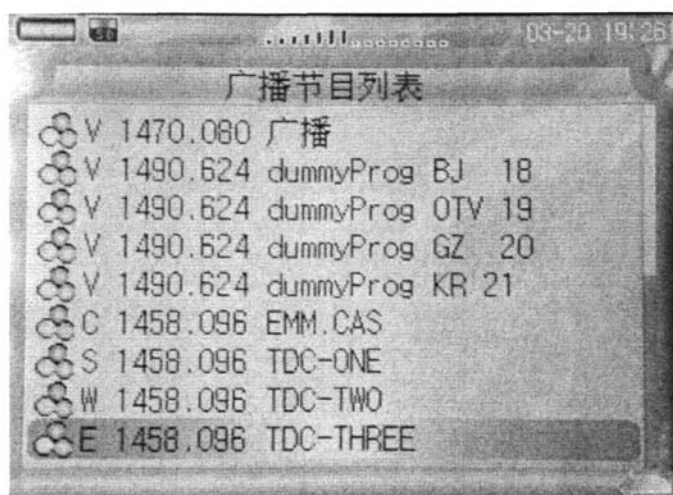 03-20 19:26
广播节目列表
V 1470.080 广播
V 1490.624 dummyProg BJ 18
V 1490.624 dummyProg OTV 19
V 1490.624 dummyProg GZ 20
V 1490.624 dummyProg KR 21
C 1458.096 EMM.CAS
S 1458.096 TDC-ONE
W 1458.096 TDC-TWO
E 1458.096 TDC-THREE